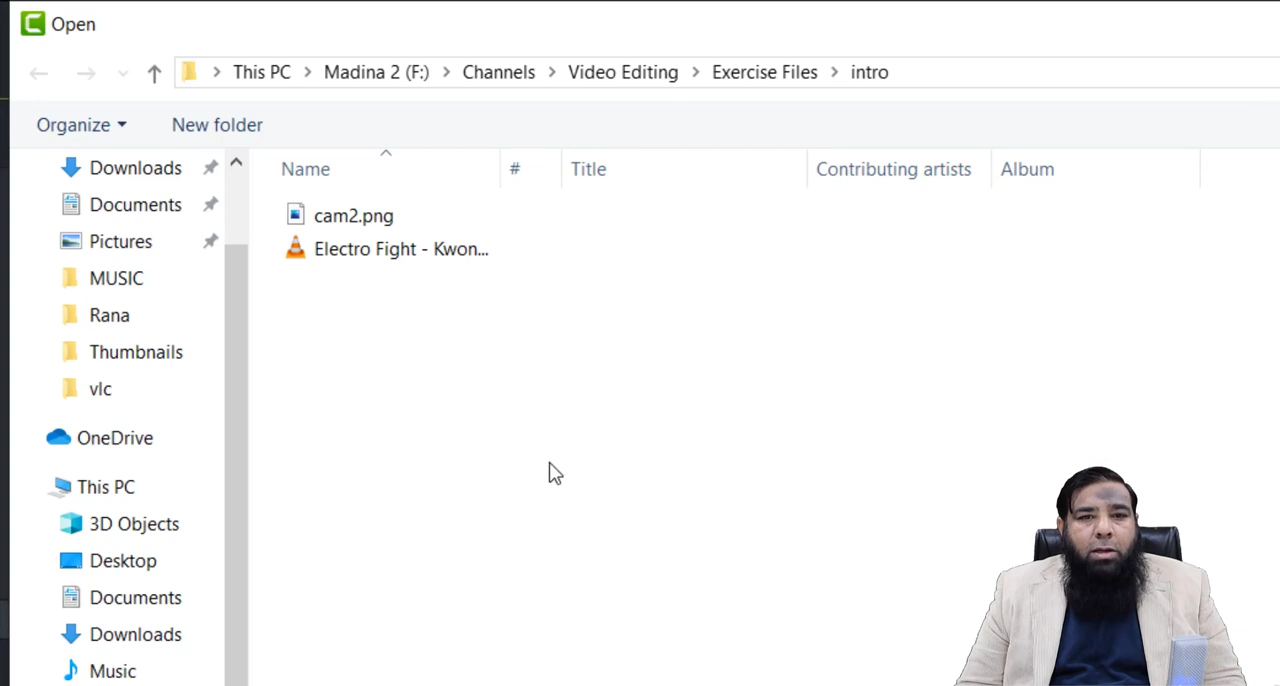 Open
This PC > Madina 2 (F:) > Channels > Video Editing > Exercise Files > intro
Organize New folder
Name # Title Contributing artists Album
cam2.png
Electro Fight - Kwon...
Downloads
Documents
Pictures
MUSIC
Rana
Thumbnails
vlc
OneDrive
This PC
3D Objects
Desktop
Documents
Downloads
Music